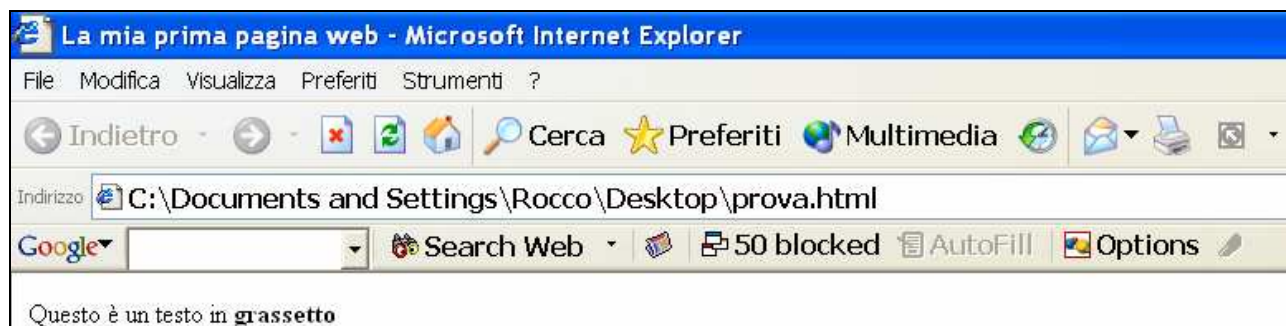 La mia prima pagina web - Microsoft Internet Explorer
File Modifica Visualizza Preferiti Strumenti ?
Indietro Cerca Preferiti Multimedia
Indirizzo C:\Documents and Settings\Rocco\Desktop\prova.html
Google Search Web 50 blocked AutoFill Options
Questo è un testo in grassetto